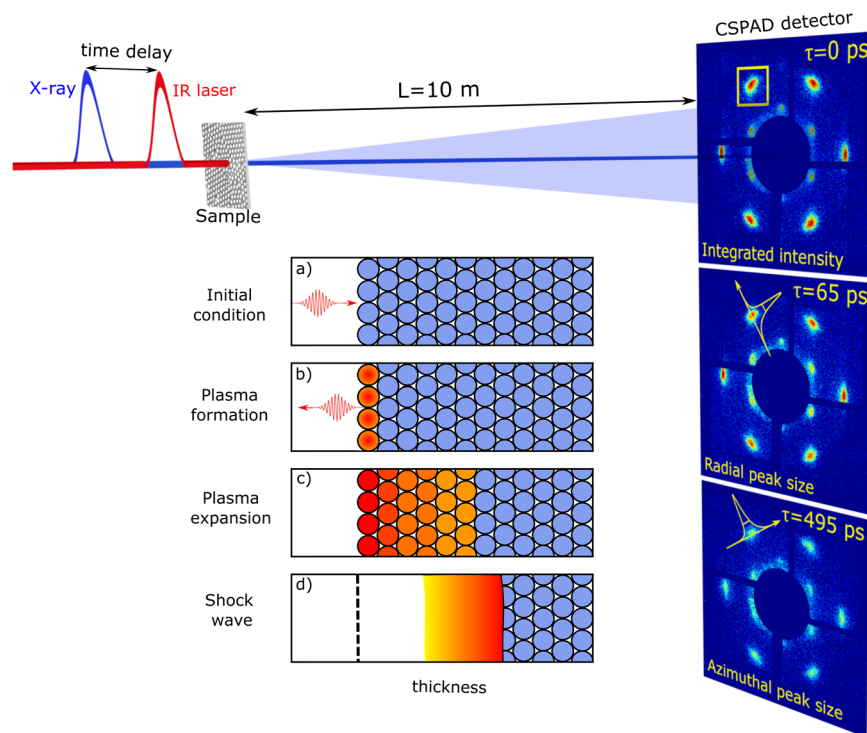 CSPAD detector
time delay
X-ray
IR laser
L=10 m
Sample
τ=0 ps
Integrated intensity
τ=65 ps
Radial peak size
τ=495 ps
Azimuthal peak size
a)
Initial
condition
b)
Plasma
formation
c)
Plasma
expansion
d)
Shock
wave
thickness